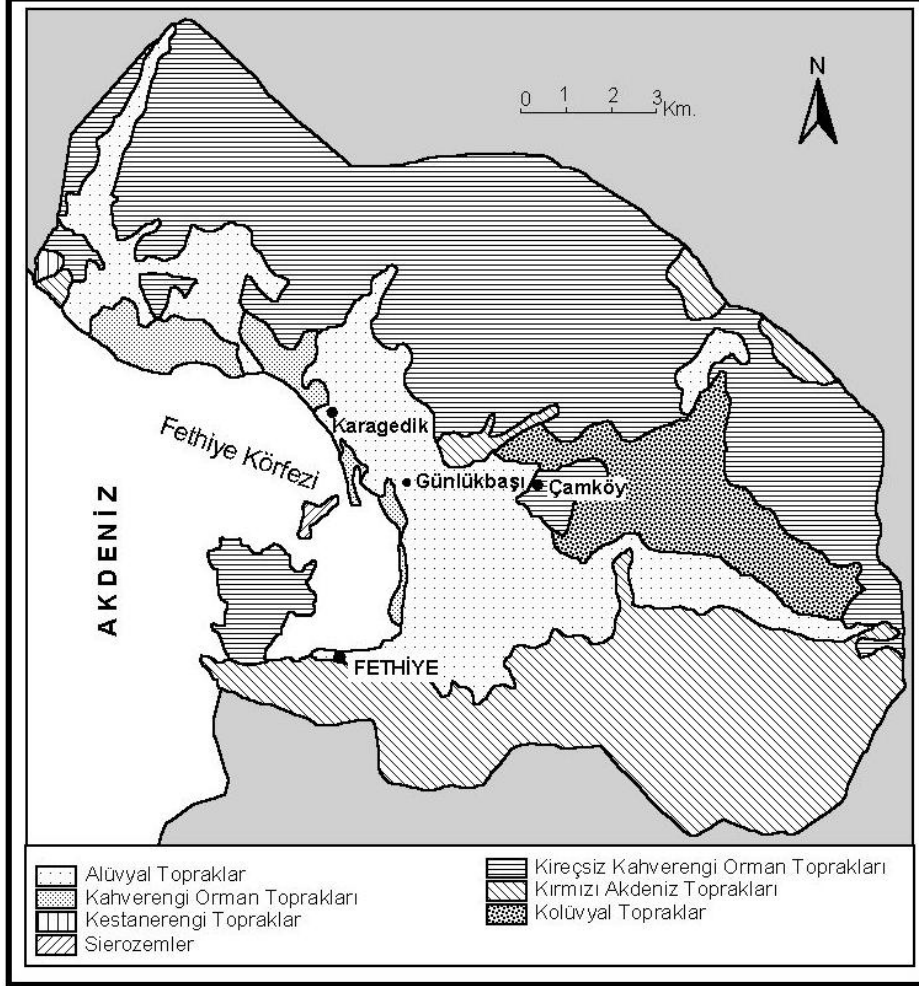 N
0 1 2 3 Km.
Karagedik
Fethiye Körfezi
Günlükbaşı
Çamköy
AKDENİZ
FETHİYE
Alüvyal Topraklar
Kahverengi Orman Toprakları
Kestanerengi Topraklar
Sierozemler
Kireçsiz Kahverengi Orman Toprakları
Kırmızı Akdeniz Toprakları
Kolüvyal Topraklar